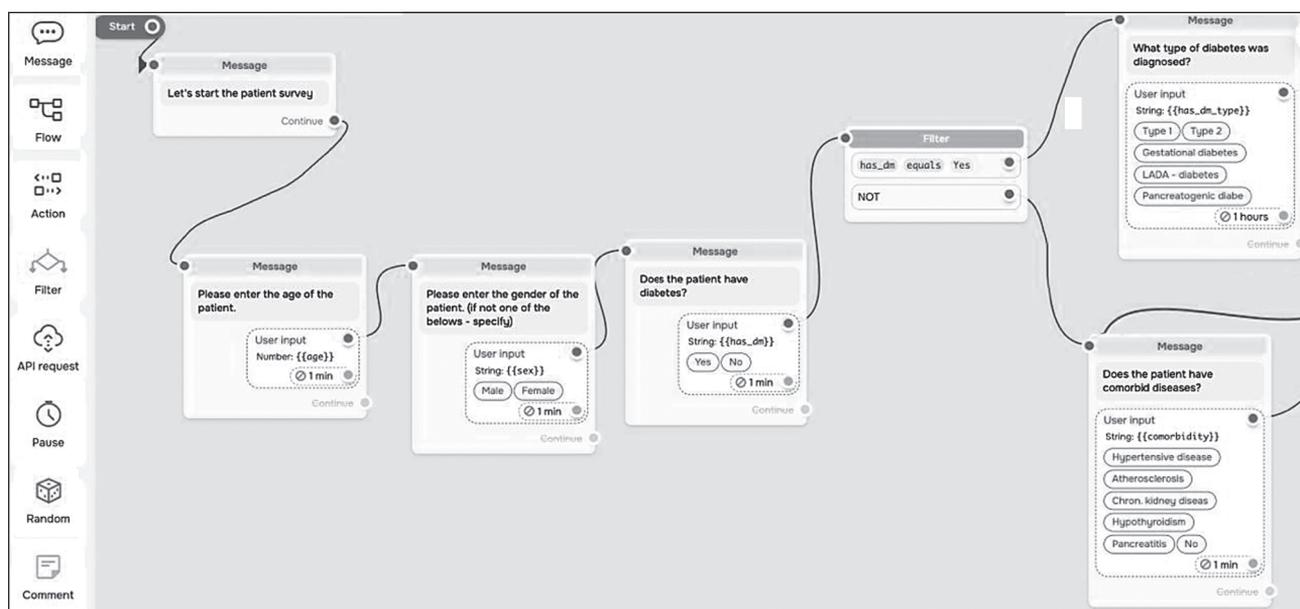 Message
Flow
Action
Filter
API request
Pause
Random
Comment
Start
Message
Let's start the patient survey
Continue
Message
Please enter the age of the
patient.
User input
Number: {{age}}
1 min
Continue
Message
Please enter the gender of the
patient. (if not one of the
belows - specify)
User input
String: {{sex}}
Male Female
1 min
Continue
Message
Does the patient have
diabetes?
User input
String: {{has_dm}}
Yes No
1 min
Continue
Filter
has_dm equals Yes
NOT
Message
What type of diabetes was
diagnosed?
User input
String: {{has_dm_type}}
Type 1 Type 2
Gestational diabetes
LADA - diabetes
Pancreatogenic diabe
1 hours
Continue
Message
Does the patient have
comorbid diseases?
User input
String: {{comorbidity}}
Hypertensive disease
Atherosclerosis
Chron. kidney diseas
Hypothyroidism
Pancreatitis No
1 min
Continue